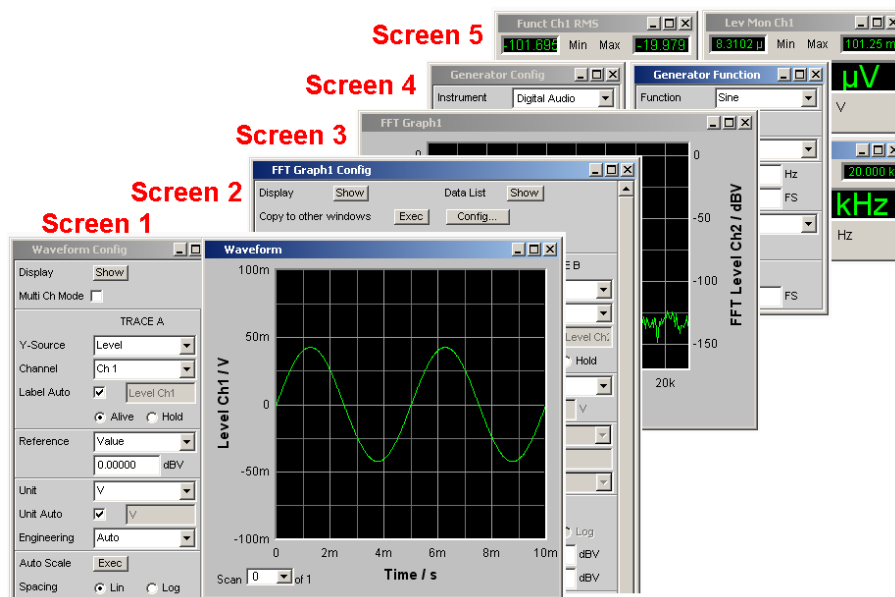 Screen 5
Funct Ch1 RMS
-101.695 Min Max -19.979
Lev Mon Ch1
8.3102 µ Min Max 101.25 m
µV
V
20.000 k
kHz
Hz
Screen 4
Generator Config
Instrument Digital Audio
Generator Function
Function Sine
Hz
FS
FS
Screen 3
FFT Graph1
0
0
-50
-100
-150
FFT Level Ch2 / dBV
20k
Screen 2
FFT Graph1 Config
Display Show Data List Show
Copy to other windows Exec Config...
E B
Level Ch
Hold
V
Log
dBV
dBV
Screen 1
Waveform Config
Display Show
Multi Ch Mode
TRACE A
Y-Source Level
Channel Ch 1
Label Auto Level Ch1
Alive Hold
Reference Value
0.00000 dBV
Unit V
Unit Auto V
Engineering Auto
Auto Scale Exec
Spacing Lin Log
Waveform
100m
50m
0
-50m
-100m
Level Ch1 / V
0 2m 4m 6m 8m 10m
Scan 0 of 1
Time / s